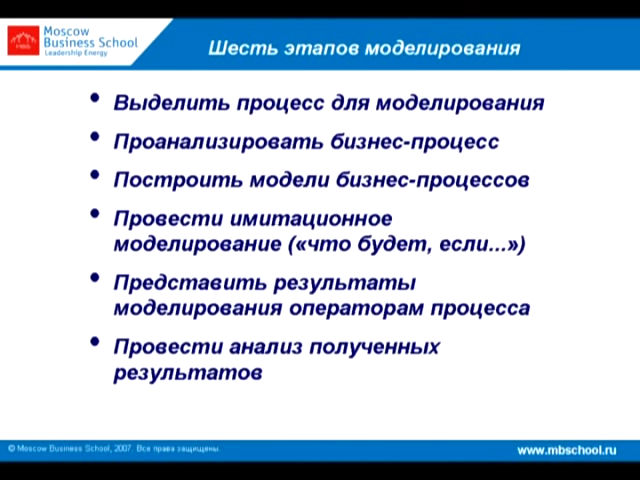 Moscow
Business School
Leadership Energy
Шесть этапов моделирования
• Выделить процесс для моделирования
• Проанализировать бизнес-процесс
• Построить модели бизнес-процессов
• Провести имитационное
моделирование («что будет, если...»)
• Представить результаты
моделирования операторам процесса
• Провести анализ полученных
результатов
© Moscow Business School, 2007. Все права защищены.
www.mbschool.ru